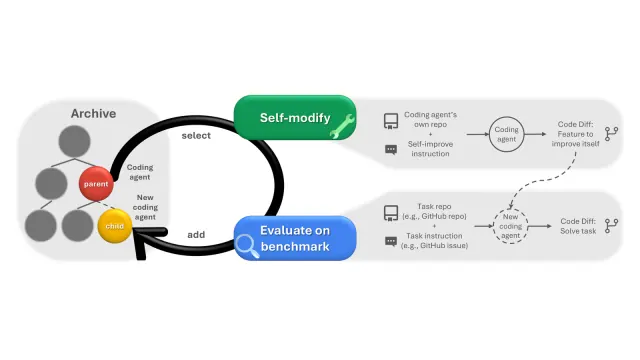 Archive
parent
child
Coding
agent
New
coding
agent
select
add
Self-modify
Evaluate on
benchmark
Coding agent's
own repo
+
Self-improve
instruction
Coding
agent
Code Diff:
Feature to
improve itself
Task repo
(e.g., GitHub repo)
+
Task instruction
(e.g., GitHub issue)
New
coding
agent
Code Diff:
Solve task